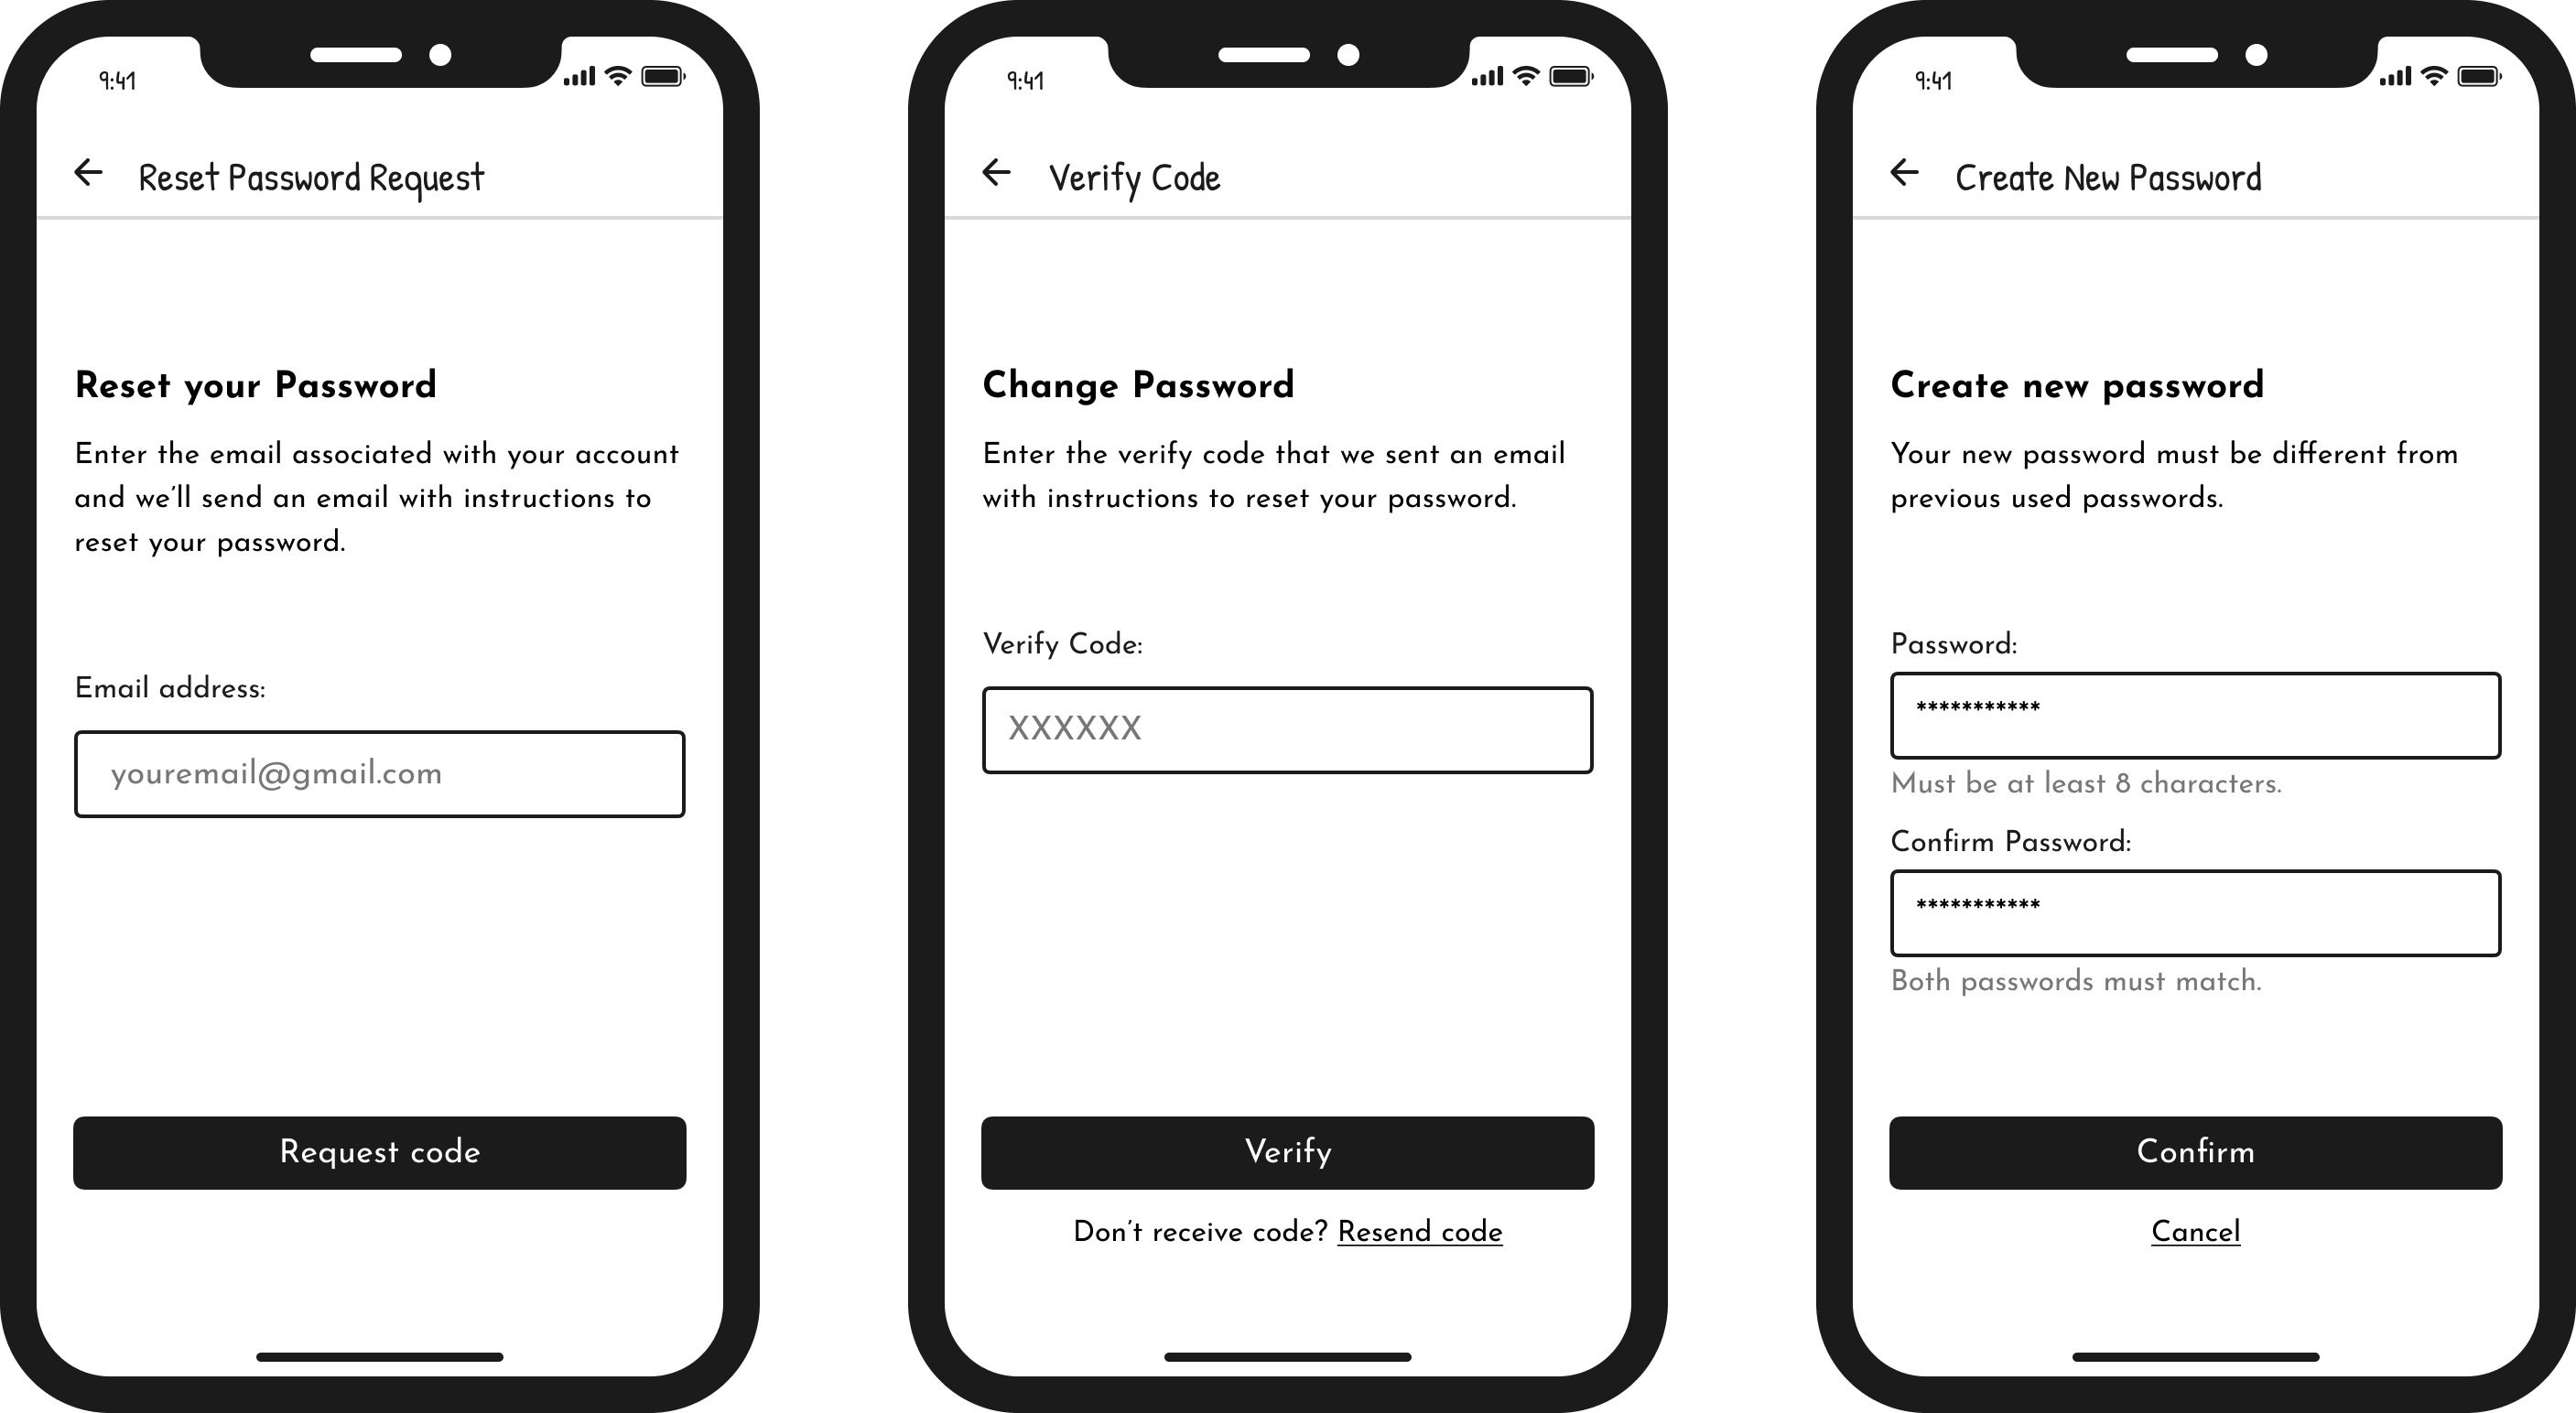 9:41
Reset Password Request
Reset your Password
Enter the email associated with your account
and we’ll send an email with instructions to
reset your password.
Email address:
youremail@gmail.com
Request code
9:41
Verify Code
Change Password
Enter the verify code that we sent an email
with instructions to reset your password.
Verify Code:
XXXXXX
Verify
Don’t receive code? Resend code
9:41
Create New Password
Create new password
Your new password must be different from
previous used passwords.
Password:
***********
Must be at least 8 characters.
Confirm Password:
***********
Both passwords must match.
Confirm
Cancel